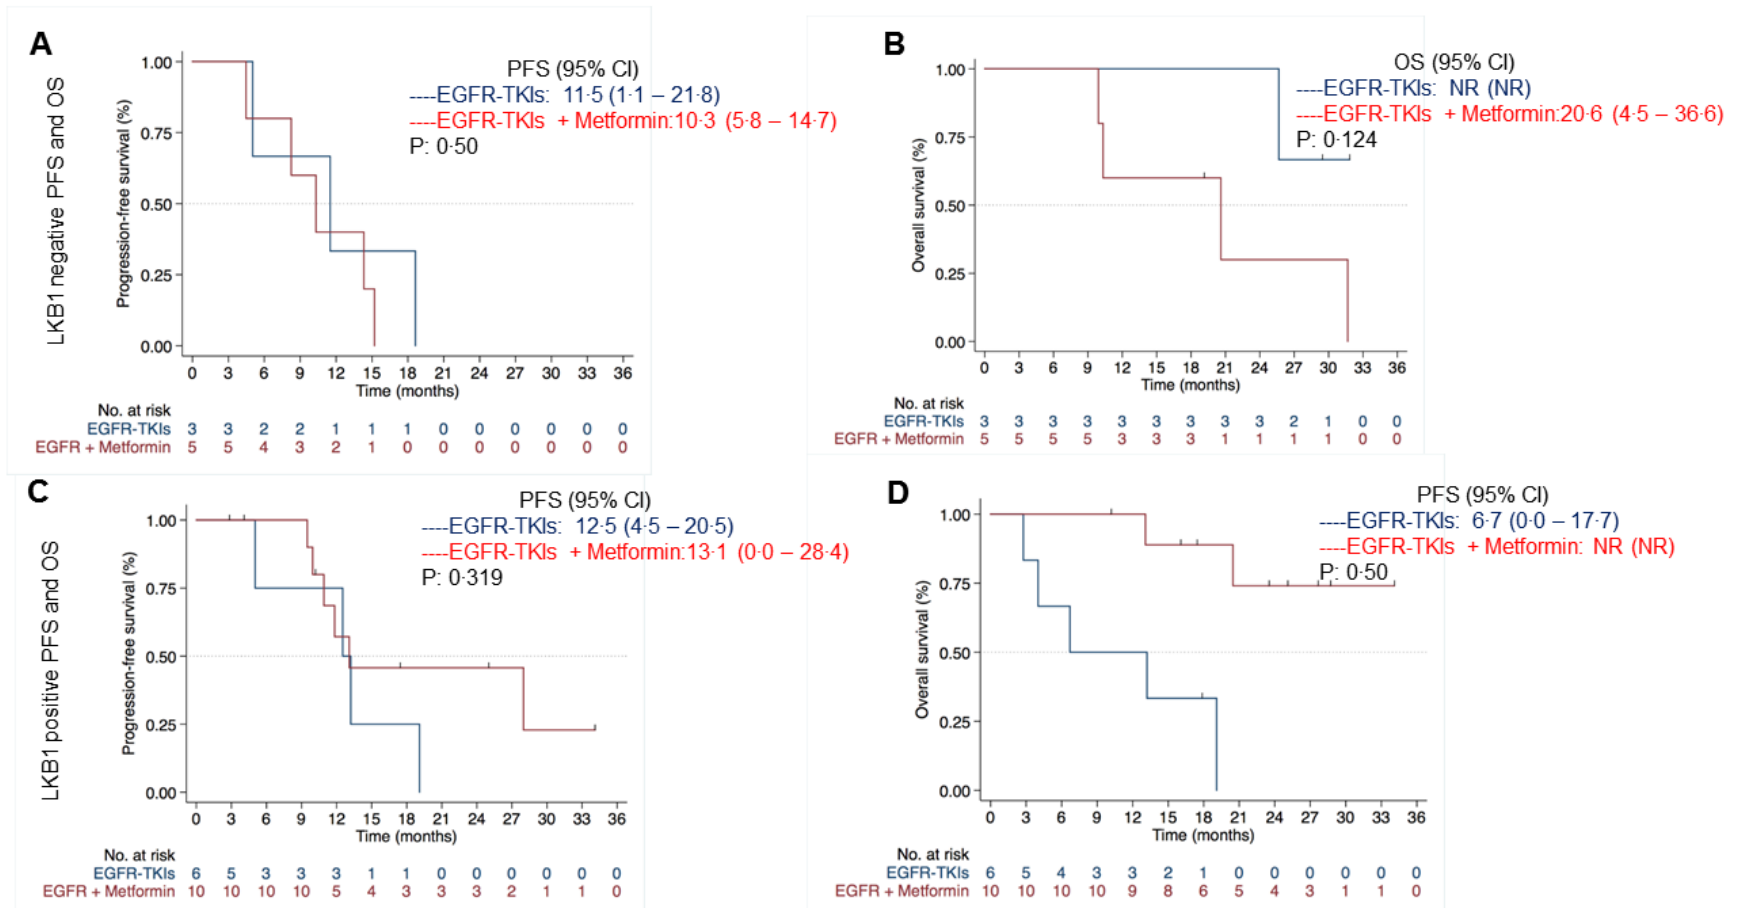 A
LKB1 negative PFS and OS
PFS (95% CI)
----EGFR-TKIs: 11·5 (1·1 – 21·8)
----EGFR-TKIs + Metformin:10·3 (5·8 – 14·7)
P: 0·50
Progression-free survival (%)
1.00
0.75
0.50
0.25
0.00
0 3 6 9 12 15 18 21 24 27 30 33 36
Time (months)
No. at risk
EGFR-TKIs 3 3 2 2 1 1 1 0 0 0 0 0 0
EGFR + Metformin 5 5 4 3 2 1 0 0 0 0 0 0 0
B
OS (95% CI)
----EGFR-TKIs: NR (NR)
----EGFR-TKIs + Metformin:20·6 (4·5 – 36·6)
P: 0·124
Overall survival (%)
1.00
0.75
0.50
0.25
0.00
0 3 6 9 12 15 18 21 24 27 30 33 36
Time (months)
No. at risk
EGFR-TKIs 3 3 3 3 3 3 3 3 3 2 1 0 0
EGFR + Metformin 5 5 5 5 3 3 3 1 1 1 1 0 0
C
LKB1 positive PFS and OS
PFS (95% CI)
----EGFR-TKIs: 12·5 (4·5 – 20·5)
----EGFR-TKIs + Metformin:13·1 (0·0 – 28·4)
P: 0·319
Progression-free survival (%)
1.00
0.75
0.50
0.25
0.00
0 3 6 9 12 15 18 21 24 27 30 33 36
Time (months)
No. at risk
EGFR-TKIs 6 5 3 3 3 1 1 0 0 0 0 0 0
EGFR + Metformin 10 10 10 10 5 4 3 3 3 2 1 1 0
D
PFS (95% CI)
----EGFR-TKIs: 6·7 (0·0 – 17·7)
----EGFR-TKIs + Metformin: NR (NR)
P: 0·50
Overall survival (%)
1.00
0.75
0.50
0.25
0.00
0 3 6 9 12 15 18 21 24 27 30 33 36
Time (months)
No. at risk
EGFR-TKIs 6 5 4 3 3 2 1 0 0 0 0 0 0
EGFR + Metformin 10 10 10 10 9 8 6 5 4 3 1 1 0